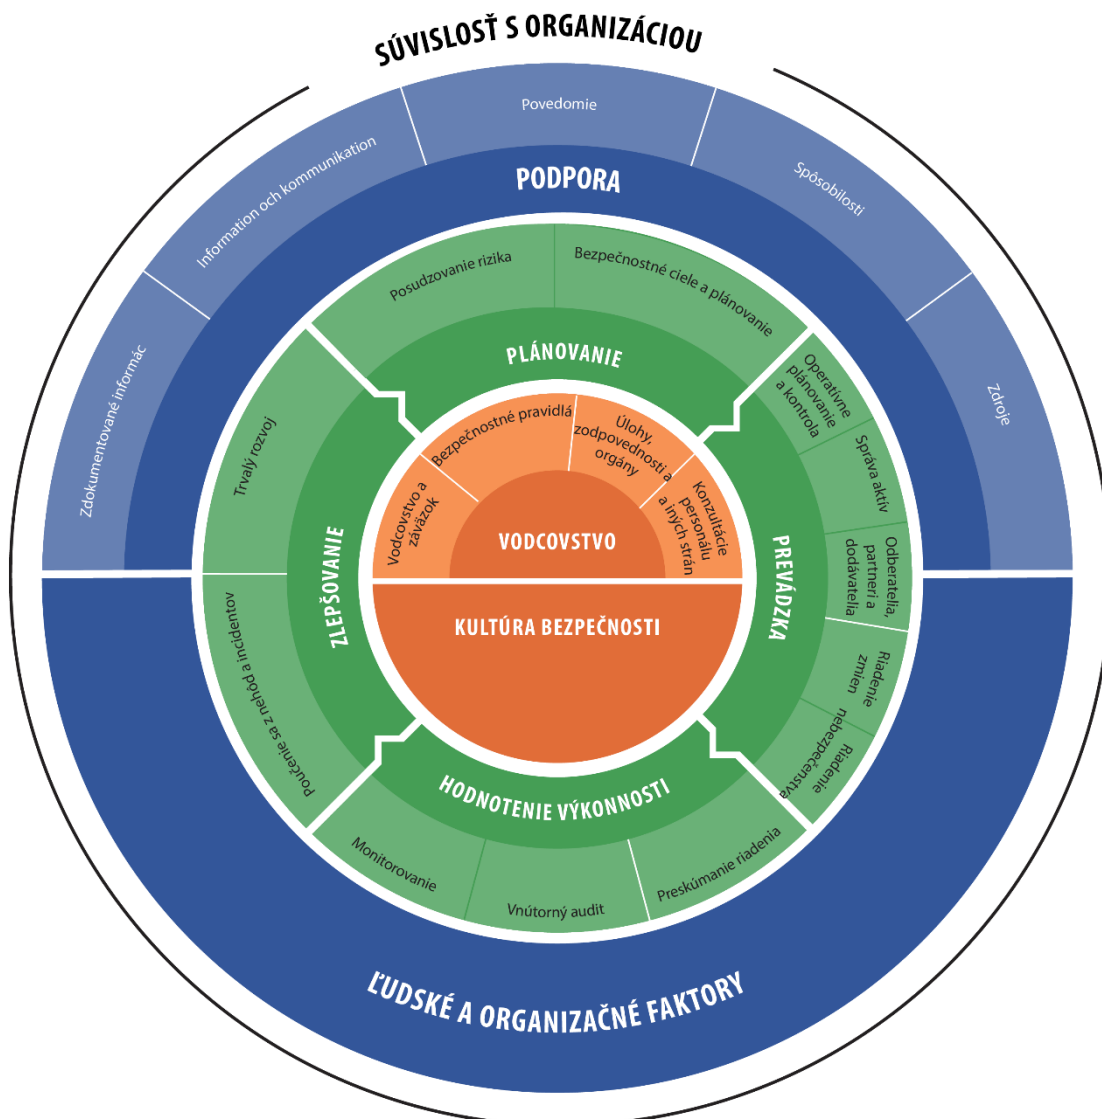 SÚVISLOSŤ S ORGANIZÁCIOU
Zdokumentované informác
Information och kommunikation
Povedomie
Spôsobilosti
Zdroje
PODPORA
Posudzovanie rizika
Bezpečnostné ciele a plánovanie
PLÁNOVANIE
Operatívne
plánovanie
a kontrola
Správa aktív
Odberatelia,
partneri a
dodávatelia
Riadenie
zmien
Riadenie
nebezpečenstva
PREVÁDZKA
Trvalý rozvoj
Poučenie sa z nehôd a incidentov
ZLEPŠOVANIE
Vodcovstvo a
záväzok
Bezpečnostné pravidlá
Úlohy,
zodpovednosti a
orgány
Konzultácie
personálu
a iných strán
VODCOVSTVO
KULTÚRA BEZPEČNOSTI
HODNOTENIE VÝKONNOSTI
Monitorovanie
Vnútorný audit
Preskúmanie riadenia
ĽUDSKÉ A ORGANIZAČNÉ FAKTORY